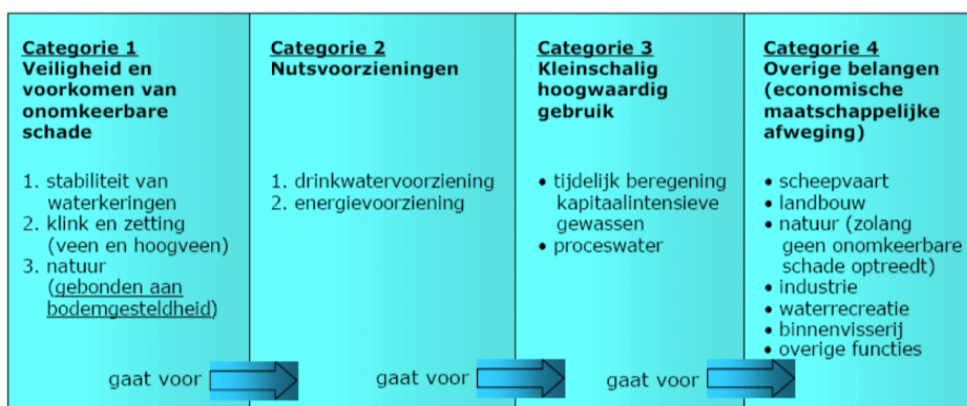 Categorie 1
Veiligheid en
voorkomen van
onomkeerbare
schade
1. stabiliteit van
waterkeringen
2. klink en zetting
(veen en hoogveen)
3. natuur
(gebonden aan
bodemgesteldheid)
gaat voor
Categorie 2
Nutsvoorzieningen
1. drinkwatervoorziening
2. energievoorziening
gaat voor
Categorie 3
Kleinschalig
hoogwaardig
gebruik
• tijdelijk beregening
kapitaalintensieve
gewassen
• proceswater
gaat voor
Categorie 4
Overige belangen
(economische
maatschappelijke
afweging)
• scheepvaart
• landbouw
• natuur (zolang
geen onomkeerbare
schade optreedt)
• industrie
• waterrecreatie
• binnenvisserij
• overige functies